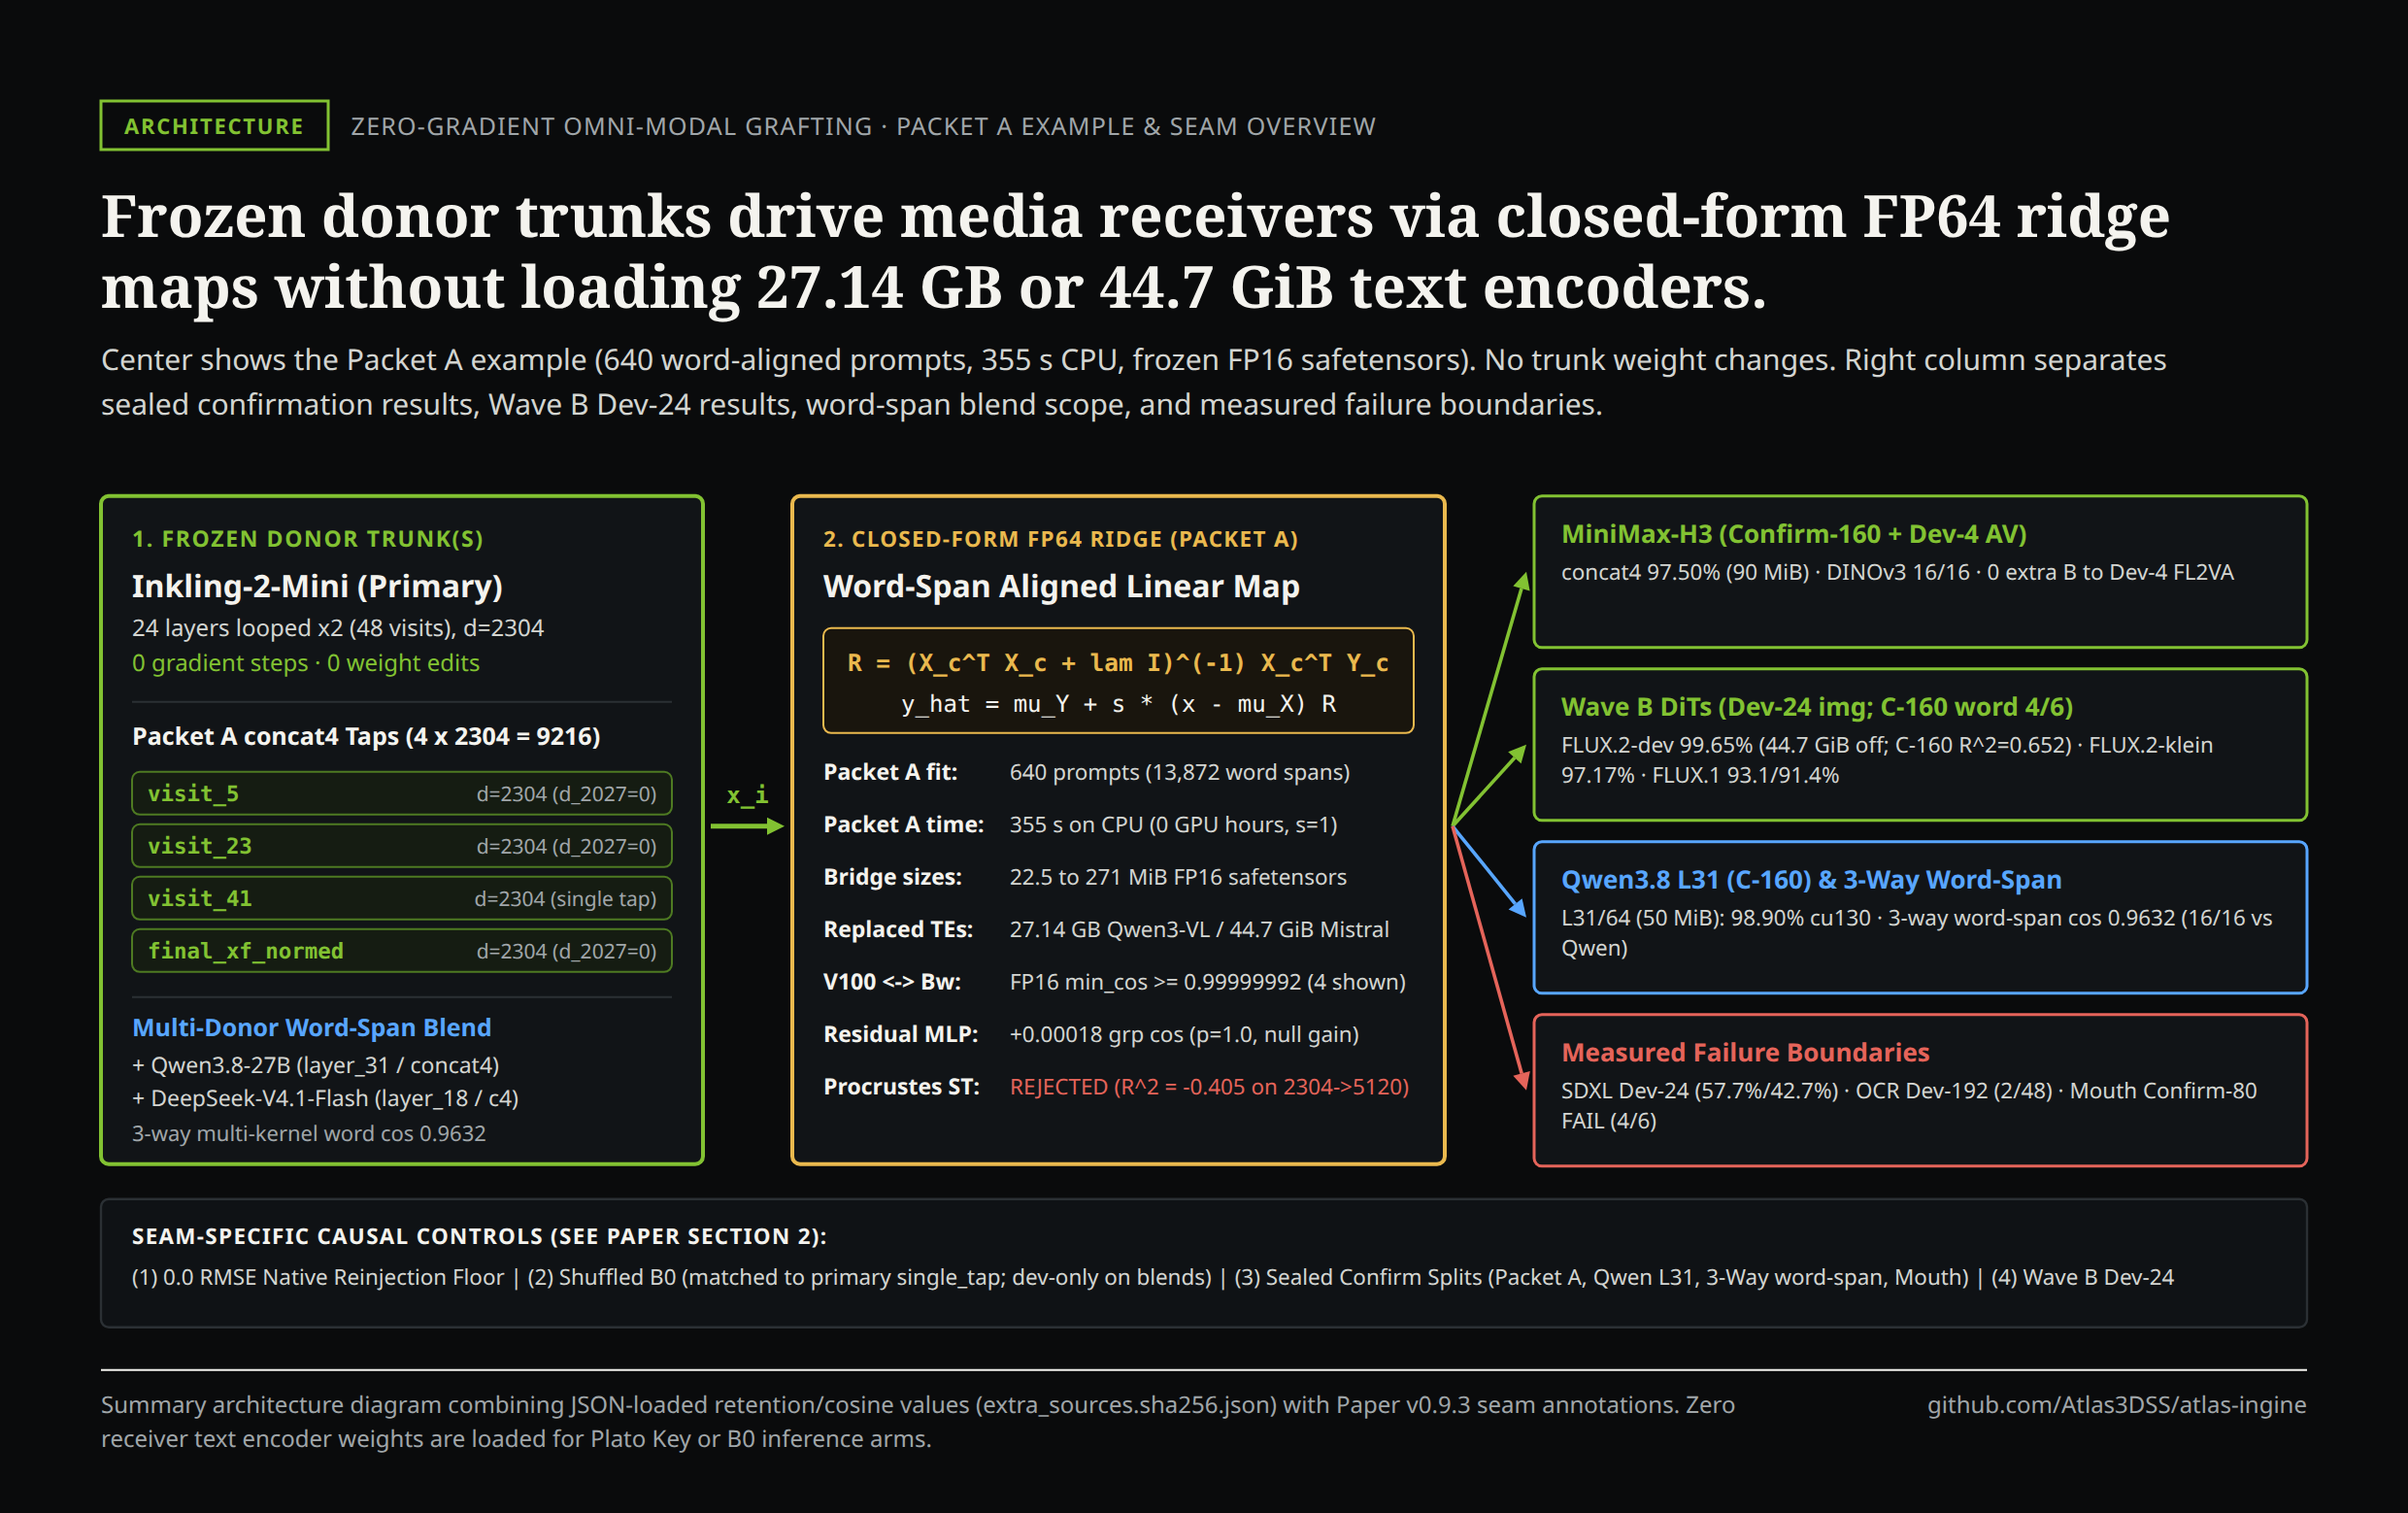 ARCHITECTURE
ZERO-GRADIENT OMNI-MODAL GRAFTING · PACKET A EXAMPLE & SEAM OVERVIEW
Frozen donor trunks drive media receivers via closed-form FP64 ridge
maps without loading 27.14 GB or 44.7 GiB text encoders.
Center shows the Packet A example (640 word-aligned prompts, 355 s CPU, frozen FP16 safetensors). No trunk weight changes. Right column separates
sealed confirmation results, Wave B Dev-24 results, word-span blend scope, and measured failure boundaries.
1. FROZEN DONOR TRUNK(S)
Inkling-2-Mini (Primary)
24 layers looped x2 (48 visits), d=2304
0 gradient steps · 0 weight edits
Packet A concat4 Taps (4 x 2304 = 9216)
visit_5 d=2304 (d_2027=0)
visit_23 d=2304 (d_2027=0)
visit_41 d=2304 (single tap)
final_xf_normed d=2304 (d_2027=0)
Multi-Donor Word-Span Blend
+ Qwen3.8-27B (layer_31 / concat4)
+ DeepSeek-V4.1-Flash (layer_18 / c4)
3-way multi-kernel word cos 0.9632
x_i
2. CLOSED-FORM FP64 RIDGE (PACKET A)
Word-Span Aligned Linear Map
R = (X_c^T X_c + lam I)^(-1) X_c^T Y_c
y_hat = mu_Y + s * (x - mu_X) R
Packet A fit: 640 prompts (13,872 word spans)
Packet A time: 355 s on CPU (0 GPU hours, s=1)
Bridge sizes: 22.5 to 271 MiB FP16 safetensors
Replaced TEs: 27.14 GB Qwen3-VL / 44.7 GiB Mistral
V100 <-> Bw: FP16 min_cos >= 0.99999992 (4 shown)
Residual MLP: +0.00018 grp cos (p=1.0, null gain)
Procrustes ST: REJECTED (R^2 = -0.405 on 2304->5120)
MiniMax-H3 (Confirm-160 + Dev-4 AV)
concat4 97.50% (90 MiB) · DINOv3 16/16 · 0 extra B to Dev-4 FL2VA
Wave B DiTs (Dev-24 img; C-160 word 4/6)
FLUX.2-dev 99.65% (44.7 GiB off; C-160 R^2=0.652) · FLUX.2-klein
97.17% · FLUX.1 93.1/91.4%
Qwen3.8 L31 (C-160) & 3-Way Word-Span
L31/64 (50 MiB): 98.90% cu130 · 3-way word-span cos 0.9632 (16/16 vs
Qwen)
Measured Failure Boundaries
SDXL Dev-24 (57.7%/42.7%) · OCR Dev-192 (2/48) · Mouth Confirm-80
FAIL (4/6)
SEAM-SPECIFIC CAUSAL CONTROLS (SEE PAPER SECTION 2):
(1) 0.0 RMSE Native Reinjection Floor | (2) Shuffled B0 (matched to primary single_tap; dev-only on blends) | (3) Sealed Confirm Splits (Packet A, Qwen L31, 3-Way word-span, Mouth) | (4) Wave B Dev-24
Summary architecture diagram combining JSON-loaded retention/cosine values (extra_sources.sha256.json) with Paper v0.9.3 seam annotations. Zero
receiver text encoder weights are loaded for Plato Key or B0 inference arms.
github.com/Atlas3DSS/atlas-ingine